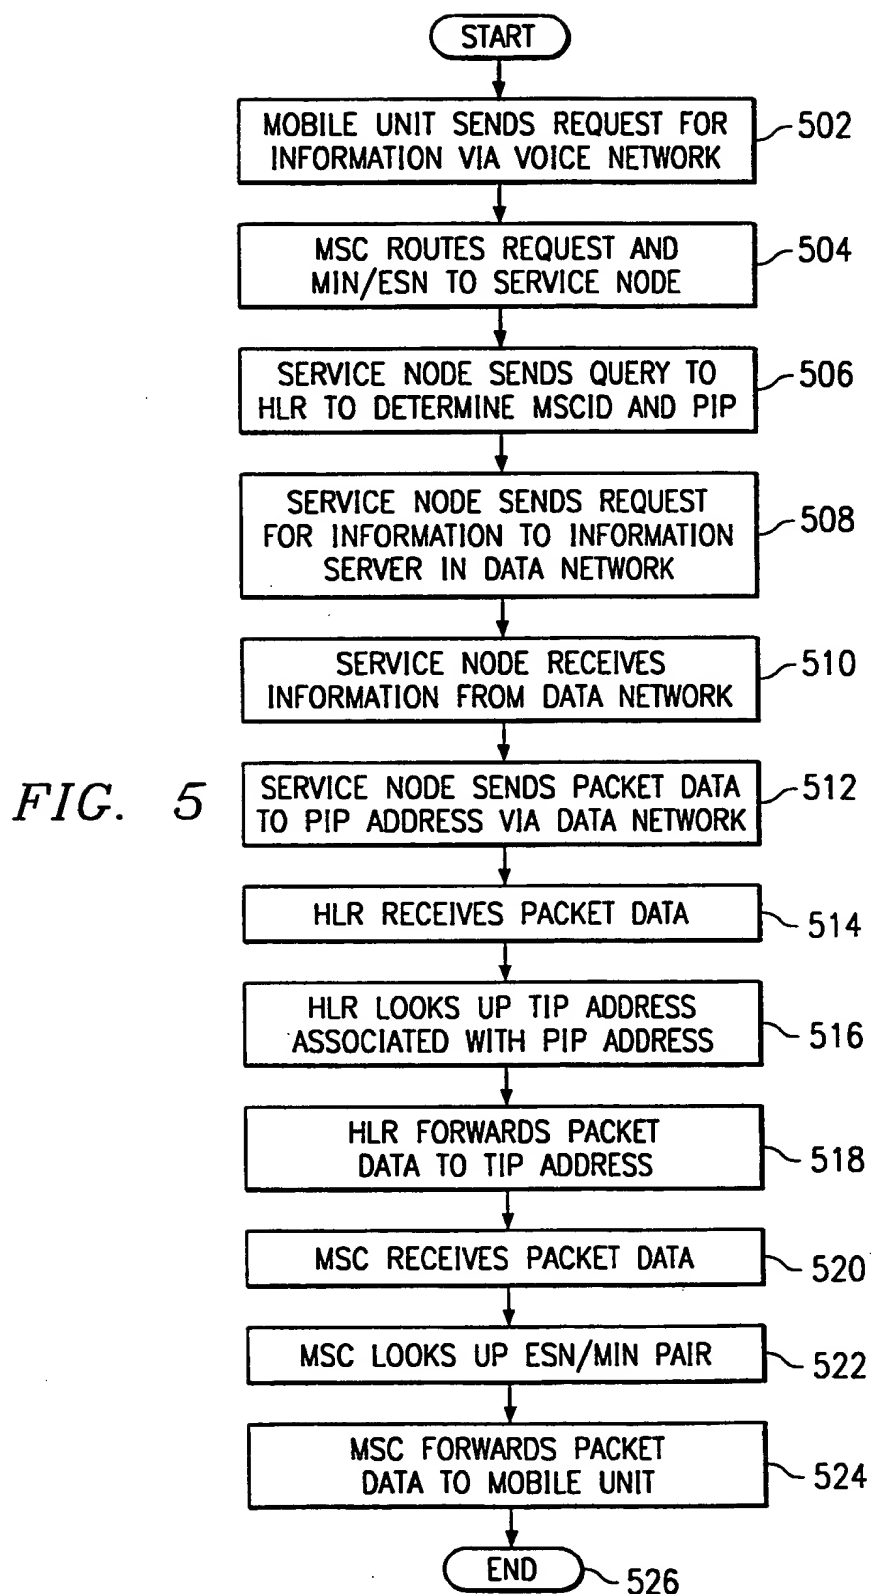 START
MOBILE UNIT SENDS REQUEST FOR
INFORMATION VIA VOICE NETWORK
502
MSC ROUTES REQUEST AND
MIN/ESN TO SERVICE NODE
504
SERVICE NODE SENDS QUERY TO
HLR TO DETERMINE MSCID AND PIP
506
SERVICE NODE SENDS REQUEST
FOR INFORMATION TO INFORMATION
SERVER IN DATA NETWORK
508
SERVICE NODE RECEIVES
INFORMATION FROM DATA NETWORK
510
FIG. 5
SERVICE NODE SENDS PACKET DATA
TO PIP ADDRESS VIA DATA NETWORK
512
HLR RECEIVES PACKET DATA
514
HLR LOOKS UP TIP ADDRESS
ASSOCIATED WITH PIP ADDRESS
516
HLR FORWARDS PACKET
DATA TO TIP ADDRESS
518
MSC RECEIVES PACKET DATA
520
MSC LOOKS UP ESN/MIN PAIR
522
MSC FORWARDS PACKET
DATA TO MOBILE UNIT
524
END
526